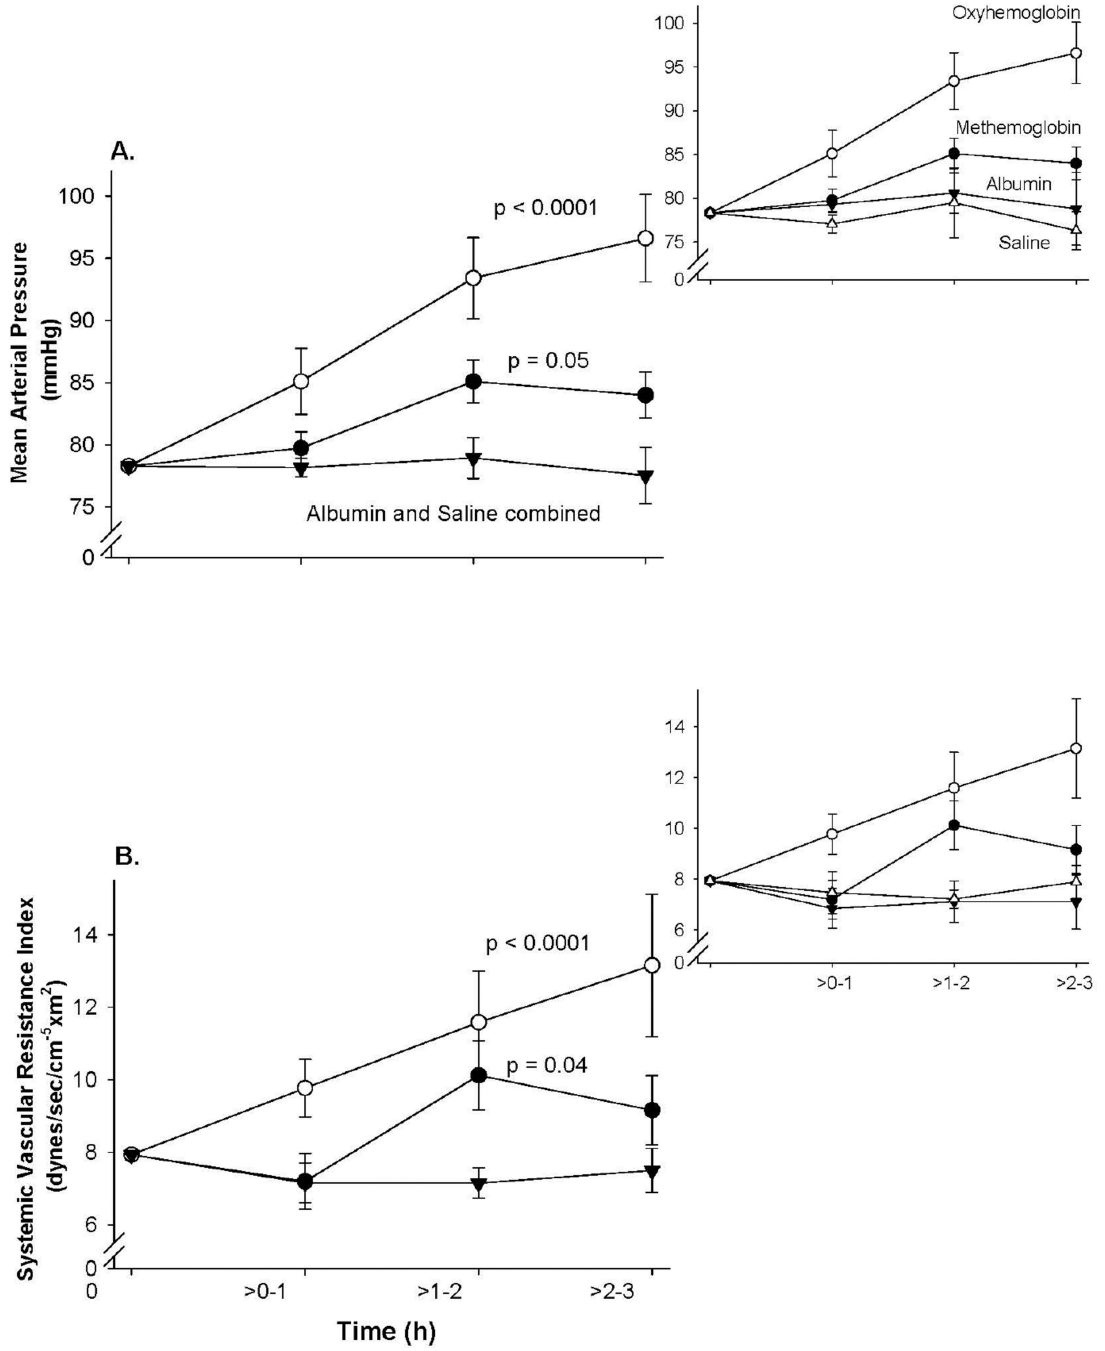 A.
Mean Arterial Pressure
(mmHg)
100
95
90
85
80
75
0
p < 0.0001
p = 0.05
Albumin and Saline combined
100
95
90
85
80
75
0
Oxyhemoglobin
Methemoglobin
Albumin
Saline
B.
Systemic Vascular Resistance Index
(dynes/sec/cm-5xm2)
14
12
10
8
6
0
p < 0.0001
p = 0.04
0 >0-1 >1-2 >2-3
Time (h)
14
12
10
8
6
0
>0-1 >1-2 >2-3